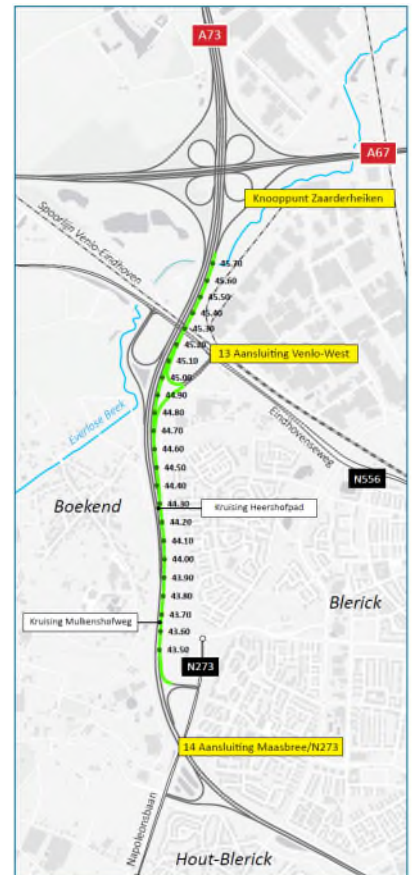 A73
A67
Knooppunt Zaarderheiken
Spoorlijn Venlo-Eindhoven
45.70
45.60
45.50
45.40
45.30
45.20
13 Aansluiting Venlo-West
45.10
45.00
44.90
44.80
Everlose Beek
Eindhovenseweg
44.70
44.60
44.50
N556
44.40
44.30
Boekend
Kruising Heershofpad
44.20
44.10
44.00
43.90
43.80
Blerick
43.70
Kruising Mulkenshofweg
43.60
43.50
N273
14 Aansluiting Maasbree/N273
Napoleonsbaan
Hout-Blerick